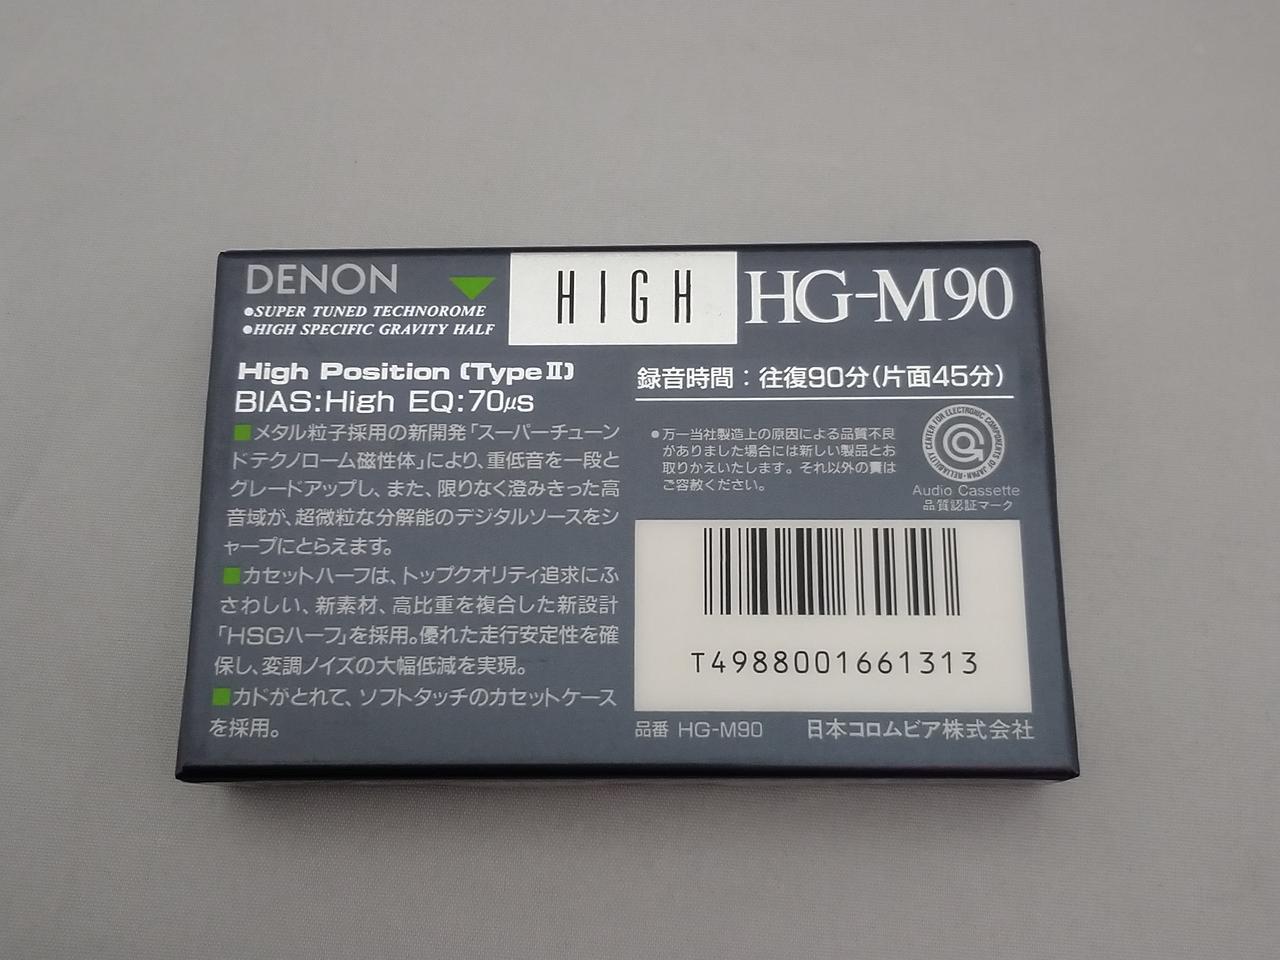 DENON
●SUPER TUNED TECHNOROME
●HIGH SPECIFIC GRAVITY HALF
HIGH
HG-M90
High Position (TypeⅡ)
BIAS:High EQ:70μs
■メタル粒子採用の新開発「スーパーチューン
ドテクノローム磁性体」により、重低音を一段と
グレードアップし、また、限りなく澄みきった高
音域が、超微粒な分解能のデジタルソースをシ
ャープにとらえます。
■カセットハーフは、トップクオリティ追求にふ
さわしい、新素材、高比重を複合した新設計
「HSGハーフ」を採用。優れた走行安定性を確
保し、変調ノイズの大幅低減を実現。
■カドがとれて、ソフトタッチのカセットケース
を採用。
録音時間：往復90分(片面45分)
●万一当社製造上の原因による品質不良
がありました場合には新しい製品とお
取りかえいたします。それ以外の責は
ご容赦ください。
RELIABILITY CENTER FOR ELECTRONIC COMPONENTS OF JAPAN
Audio Cassette
品質認証マーク
T4988001661313
品番 HG-M90
日本コロムビア株式会社